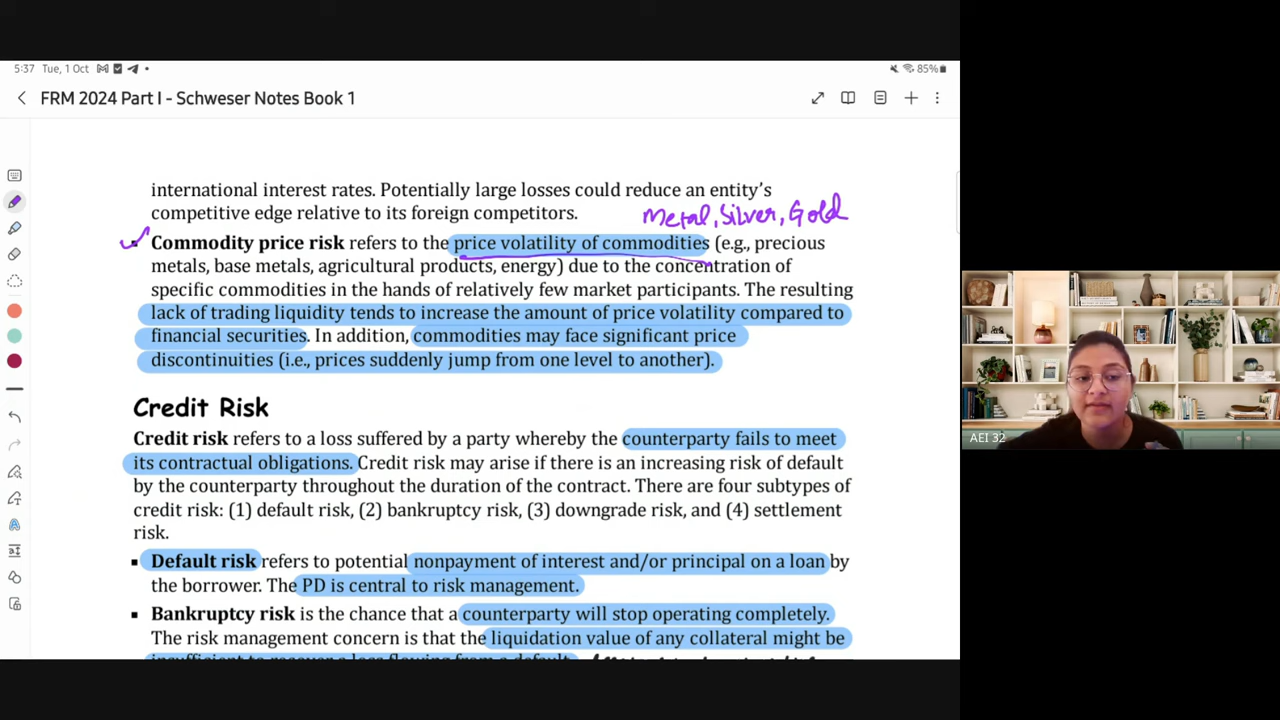 5:37 Tue, 1 Oct
85%
FRM 2024 Part I - Schweser Notes Book 1
international interest rates. Potentially large losses could reduce an entity's
competitive edge relative to its foreign competitors.
Metal, Silver, Gold
▪ Commodity price risk refers to the price volatility of commodities (e.g., precious
metals, base metals, agricultural products, energy) due to the concentration of
specific commodities in the hands of relatively few market participants. The resulting
lack of trading liquidity tends to increase the amount of price volatility compared to
financial securities. In addition, commodities may face significant price
discontinuities (i.e., prices suddenly jump from one level to another).
Credit Risk
Credit risk refers to a loss suffered by a party whereby the counterparty fails to meet
its contractual obligations. Credit risk may arise if there is an increasing risk of default
by the counterparty throughout the duration of the contract. There are four subtypes of
credit risk: (1) default risk, (2) bankruptcy risk, (3) downgrade risk, and (4) settlement
risk.
▪ Default risk refers to potential nonpayment of interest and/or principal on a loan by
the borrower. The PD is central to risk management.
▪ Bankruptcy risk is the chance that a counterparty will stop operating completely.
The risk management concern is that the liquidation value of any collateral might be
insufficient to recover a loss flowing from a default.
AEI 32